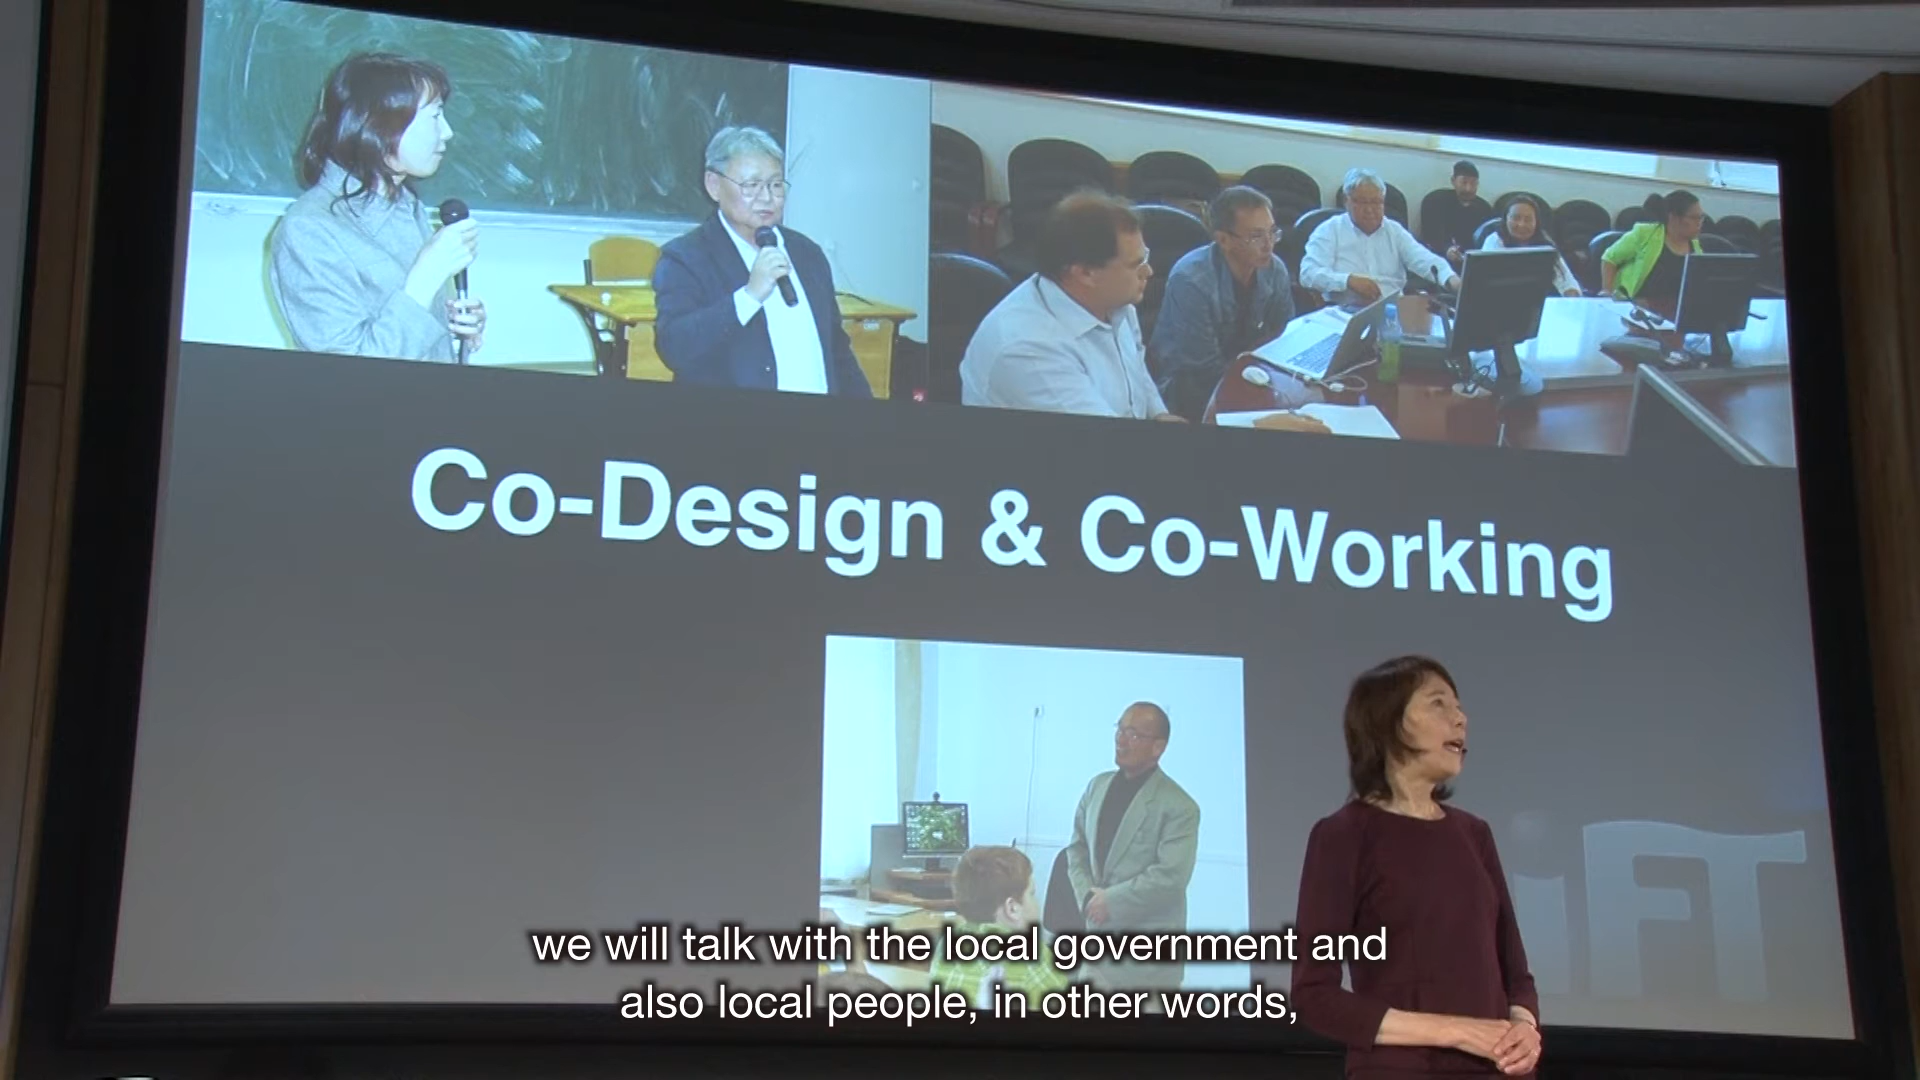 Co-Design & Co-Working
iFT
we will talk with the local government and
also local people, in other words,